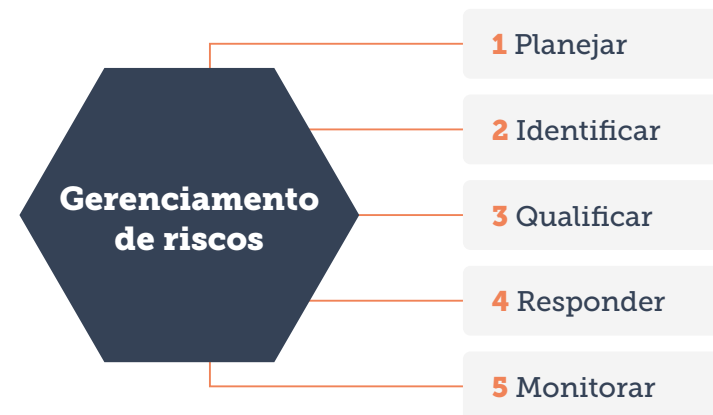 Gerenciamento
de riscos
1 Planejar
2 Identificar
3 Qualificar
4 Responder
5 Monitorar